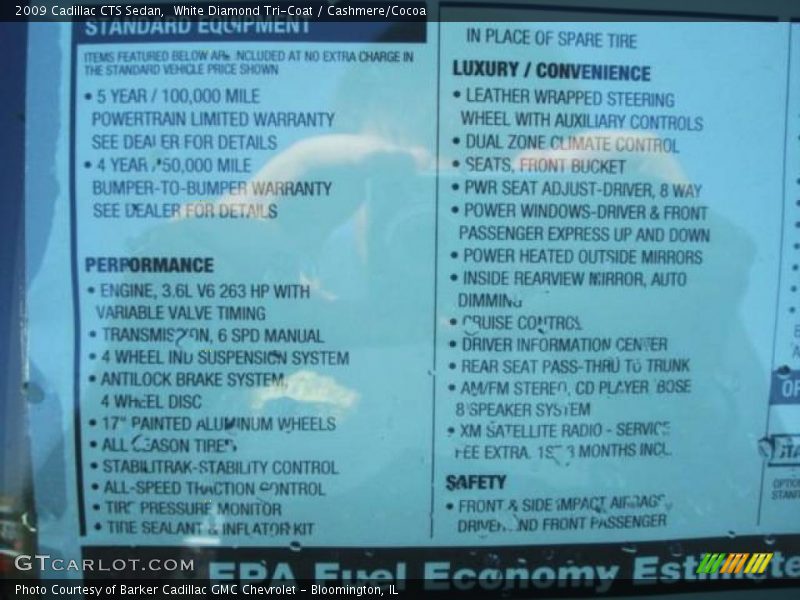 2009 Cadillac CTS Sedan, White Diamond Tri-Coat / Cashmere/Cocoa
STANDARD EQUIPMENT
ITEMS FEATURED BELOW ARE INCLUDED AT NO EXTRA CHARGE IN
THE STANDARD VEHICLE PRICE SHOWN
• 5 YEAR / 100,000 MILE
POWERTRAIN LIMITED WARRANTY
SEE DEALER FOR DETAILS
• 4 YEAR / 50,000 MILE
BUMPER-TO-BUMPER WARRANTY
SEE DEALER FOR DETAILS
PERFORMANCE
• ENGINE, 3.6L V6 263 HP WITH
VARIABLE VALVE TIMING
• TRANSMISSION, 6 SPD MANUAL
• 4 WHEEL IND SUSPENSION SYSTEM
• ANTILOCK BRAKE SYSTEM,
4 WHEEL DISC
• 17" PAINTED ALUMINUM WHEELS
• ALL SEASON TIRES
• STABILITRAK-STABILITY CONTROL
• ALL-SPEED TRACTION CONTROL
• TIRE PRESSURE MONITOR
• TIRE SEALANT & INFLATOR KIT
IN PLACE OF SPARE TIRE
LUXURY / CONVENIENCE
• LEATHER WRAPPED STEERING
WHEEL WITH AUXILIARY CONTROLS
• DUAL ZONE CLIMATE CONTROL
• SEATS, FRONT BUCKET
• PWR SEAT ADJUST-DRIVER, 8 WAY
• POWER WINDOWS-DRIVER & FRONT
PASSENGER EXPRESS UP AND DOWN
• POWER HEATED OUTSIDE MIRRORS
• INSIDE REARVIEW MIRROR, AUTO
DIMMING
• CRUISE CONTROL
• DRIVER INFORMATION CENTER
• REAR SEAT PASS-THRU TO TRUNK
• AM/FM STEREO, CD PLAYER BOSE
8 SPEAKER SYSTEM
• XM SATELLITE RADIO - SERVICE
FEE EXTRA. 1ST 3 MONTHS INCL.
SAFETY
• FRONT & SIDE IMPACT AIRBAGS
DRIVER AND FRONT PASSENGER
EPA Fuel Economy Estimate
GTCARLOT.COM
Photo Courtesy of Barker Cadillac GMC Chevrolet - Bloomington, IL